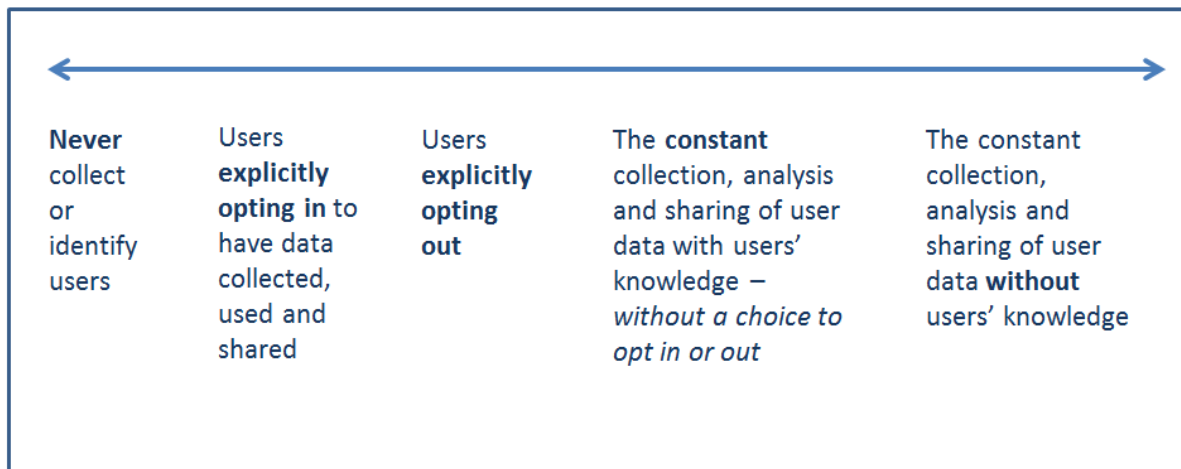 Never
collect
or
identify
users
Users
explicitly
opting in to
have data
collected,
used and
shared
Users
explicitly
opting
out
The constant
collection, analysis
and sharing of user
data with users’
knowledge –
without a choice to
opt in or out
The constant
collection,
analysis and
sharing of user
data without
users’ knowledge